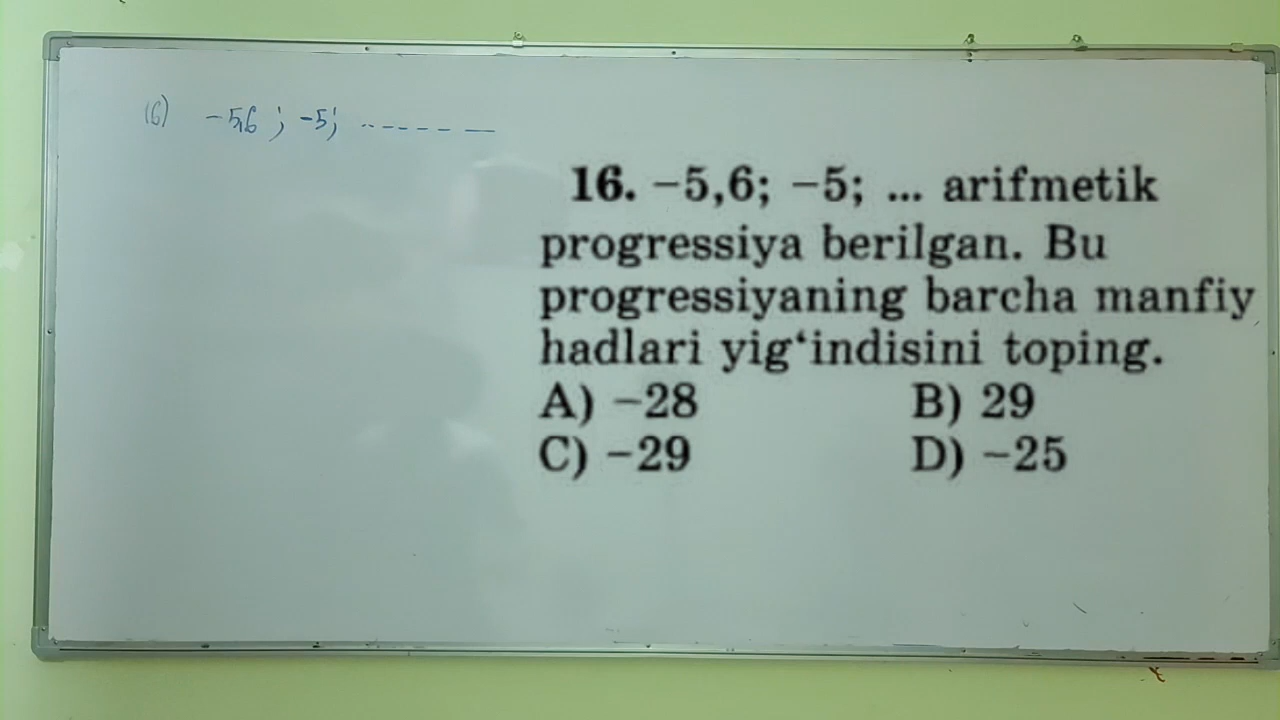 16) -5,6 ; -5; ---------
16. −5,6; −5; ... arifmetik
progressiya berilgan. Bu
progressiyaning barcha manfiy
hadlari yig‘indisini toping.
A) −28 B) 29
C) −29 D) −25